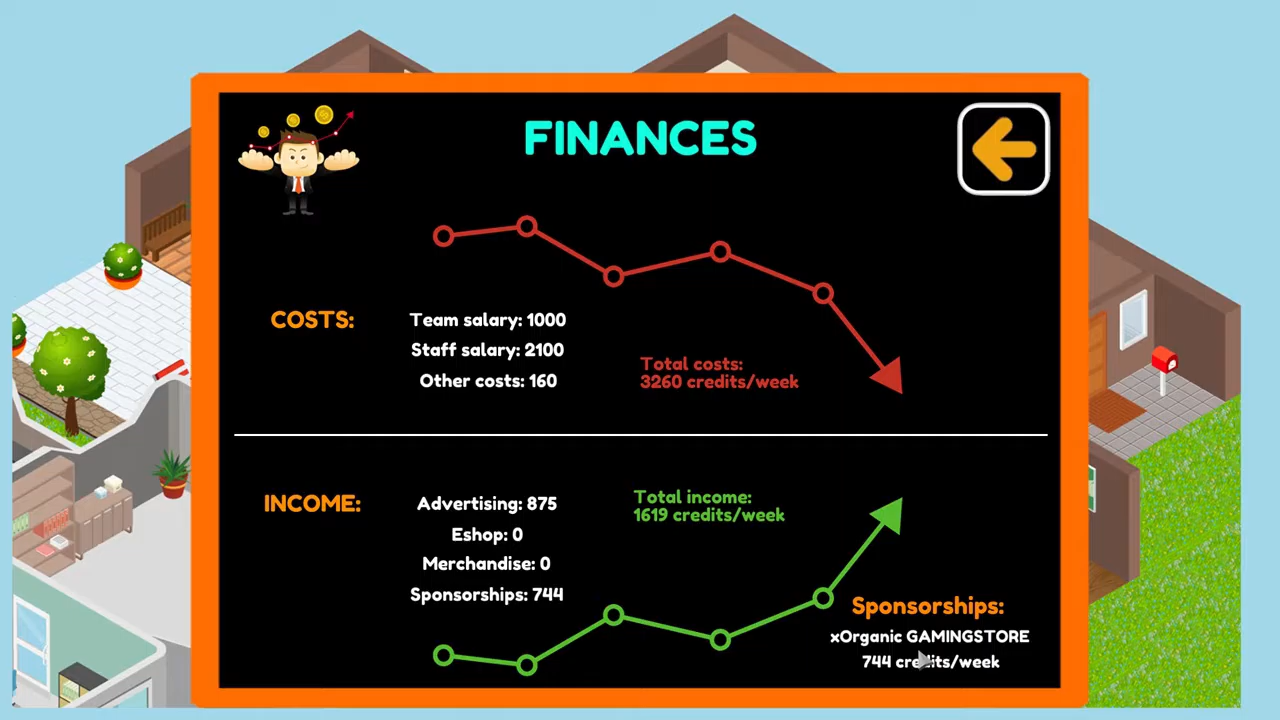 FINANCES
COSTS:
Team salary: 1000
Staff salary: 2100
Other costs: 160
Total costs:
3260 credits/week
INCOME:
Advertising: 875
Eshop: 0
Merchandise: 0
Sponsorships: 744
Total income:
1619 credits/week
Sponsorships:
xOrganic GAMINGSTORE
744 credits/week